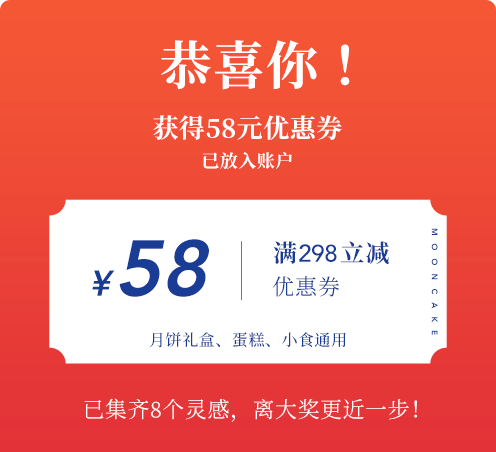 恭喜你！
获得58元优惠券
已放入账户
¥58
满298立减
优惠券
MOONCAKE
月饼礼盒、蛋糕、小食通用
已集齐8个灵感，离大奖更近一步！